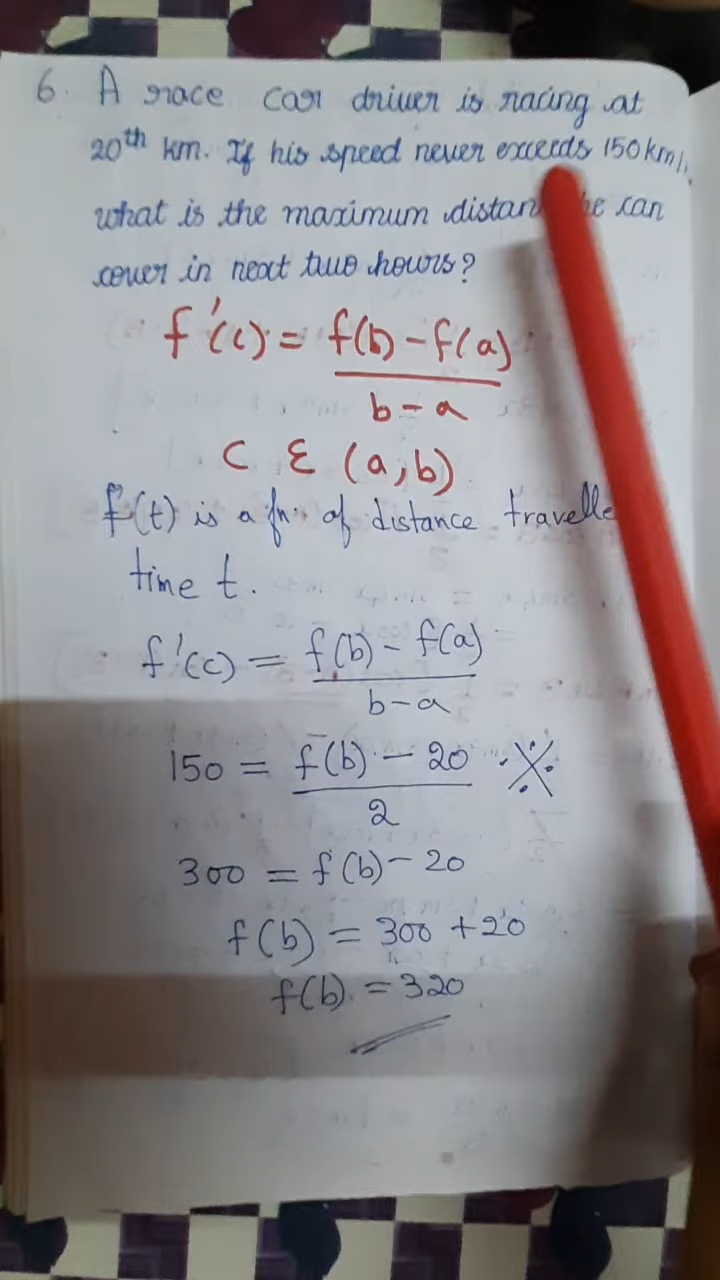 6. A race car driver is racing at
20th km. If his speed never exceeds 150 km/
what is the maximum distan he can
cover in next two hours?
f'(c) = f(b) - f(a)
b - a
C ε (a, b)
f(t) is a fn. of distance travelle
time t.
f'(c) = f(b) - f(a)
b - a
150 = f(b) - 20 ※
2
300 = f(b) - 20
f(b) = 300 + 20
f(b) = 320